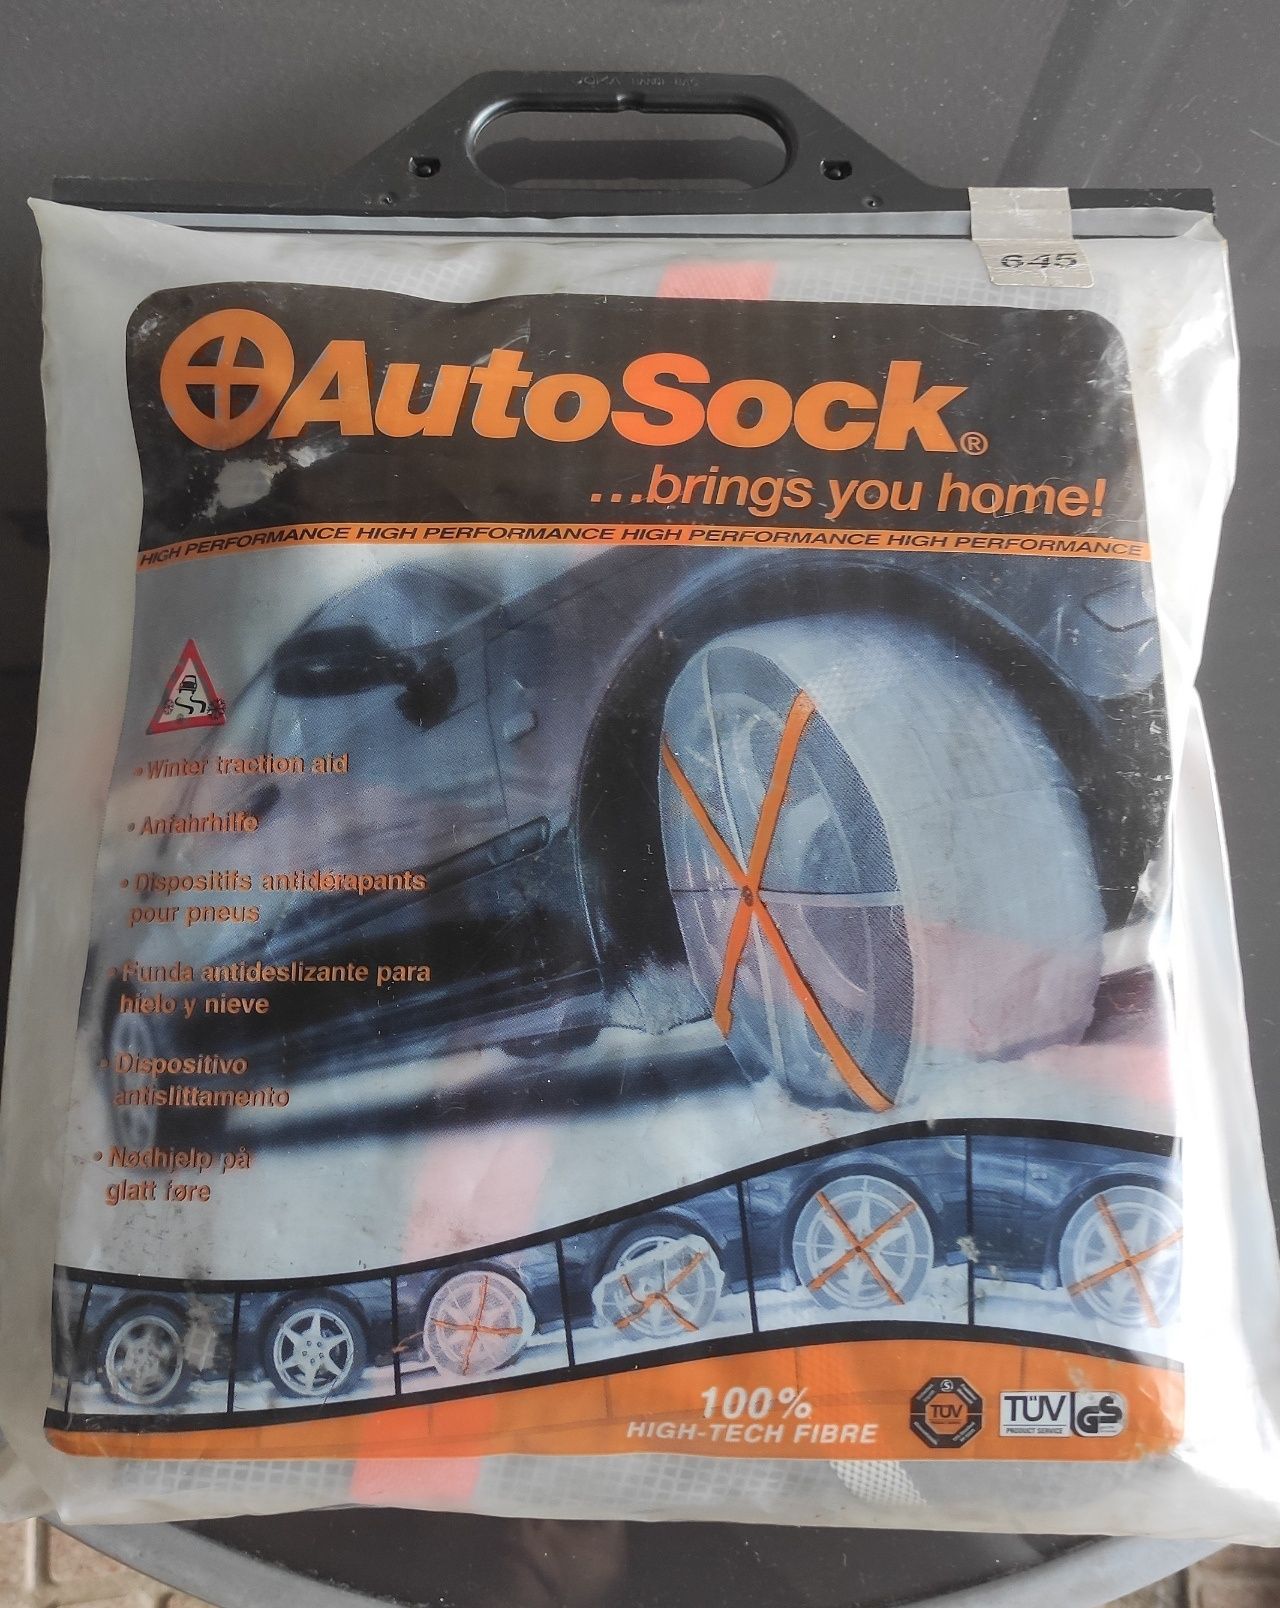 645
AutoSock®
...brings you home!
HIGH PERFORMANCE HIGH PERFORMANCE HIGH PERFORMANCE HIGH PERFORMANCE
• Winter traction aid
• Anfahrhilfe
• Dispositifs antidérapants
pour pneus
• Funda antideslizante para
hielo y nieve
• Dispositivo
antislittamento
• Nødhjelp på
glatt føre
100%
HIGH-TECH FIBRE
TÜV
TÜV
PRODUCT SERVICE
GS